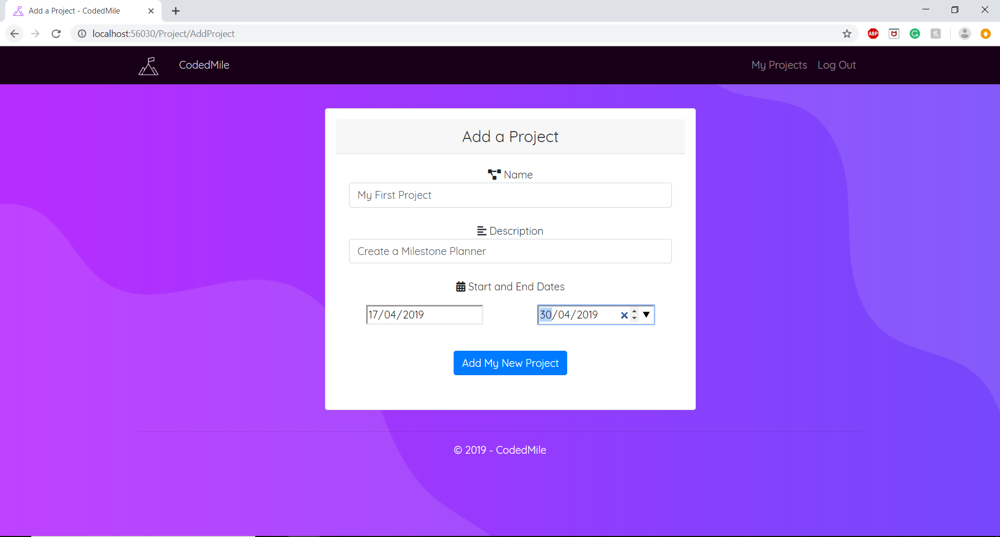 Add a Project - CodedMile
localhost:56030/Project/AddProject
ABP
CodedMile
My Projects
Log Out
Add a Project
Name
My First Project
Description
Create a Milestone Planner
Start and End Dates
17/04/2019
30/04/2019
Add My New Project
© 2019 - CodedMile